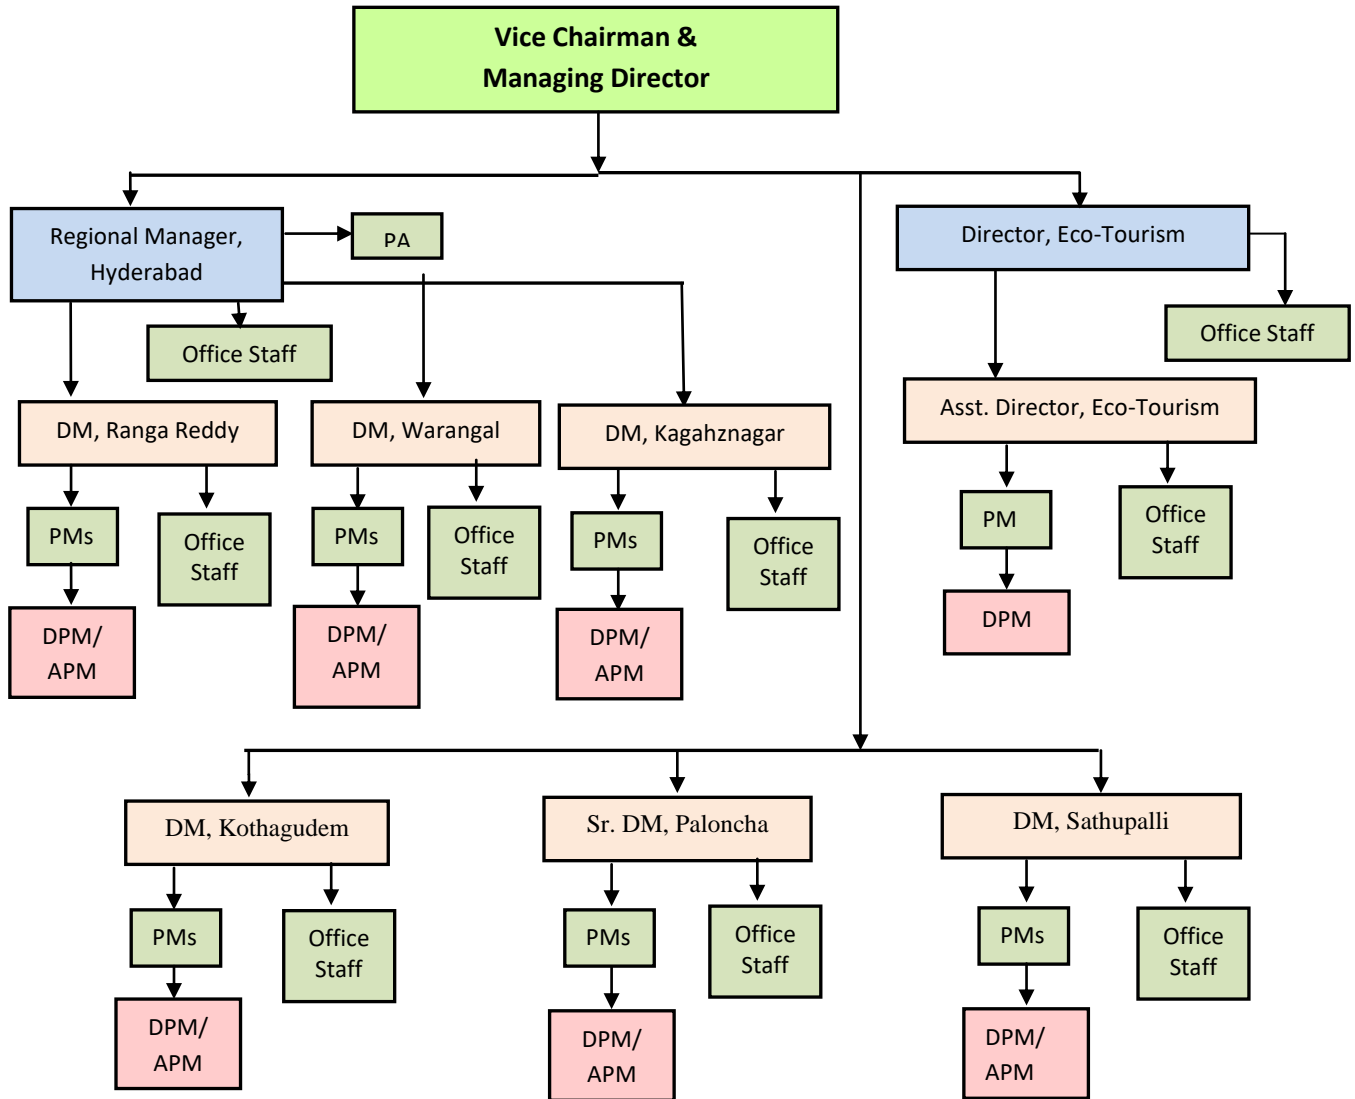 Vice Chairman &
Managing Director
Regional Manager,
Hyderabad
PA
Director, Eco-Tourism
Office Staff
Office Staff
Asst. Director, Eco-Tourism
DM, Ranga Reddy
DM, Warangal
DM, Kagahznagar
PMs
Office
Staff
PMs
Office
Staff
PMs
Office
Staff
PM
Office
Staff
DPM/
APM
DPM/
APM
DPM/
APM
DPM
DM, Kothagudem
Sr. DM, Paloncha
DM, Sathupalli
PMs
Office
Staff
PMs
Office
Staff
PMs
Office
Staff
DPM/
APM
DPM/
APM
DPM/
APM